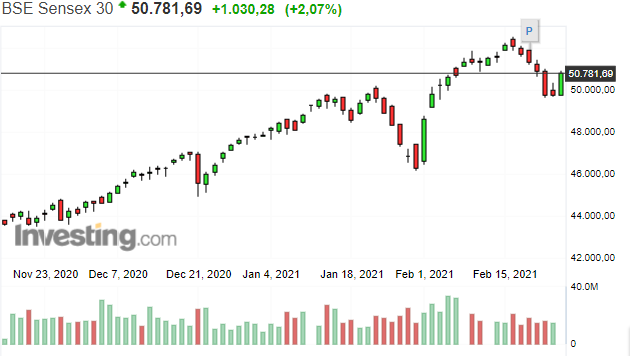 BSE Sensex 30 50.781,69 +1.030,28 (+2,07%)
P
50.781,69
50.000,00
48.000,00
46.000,00
44.000,00
Investing.com
42.000,00
Nov 23, 2020 Dec 7, 2020 Dec 21, 2020 Jan 4, 2021 Jan 18, 2021 Feb 1, 2021 Feb 15, 2021
40.0M
0